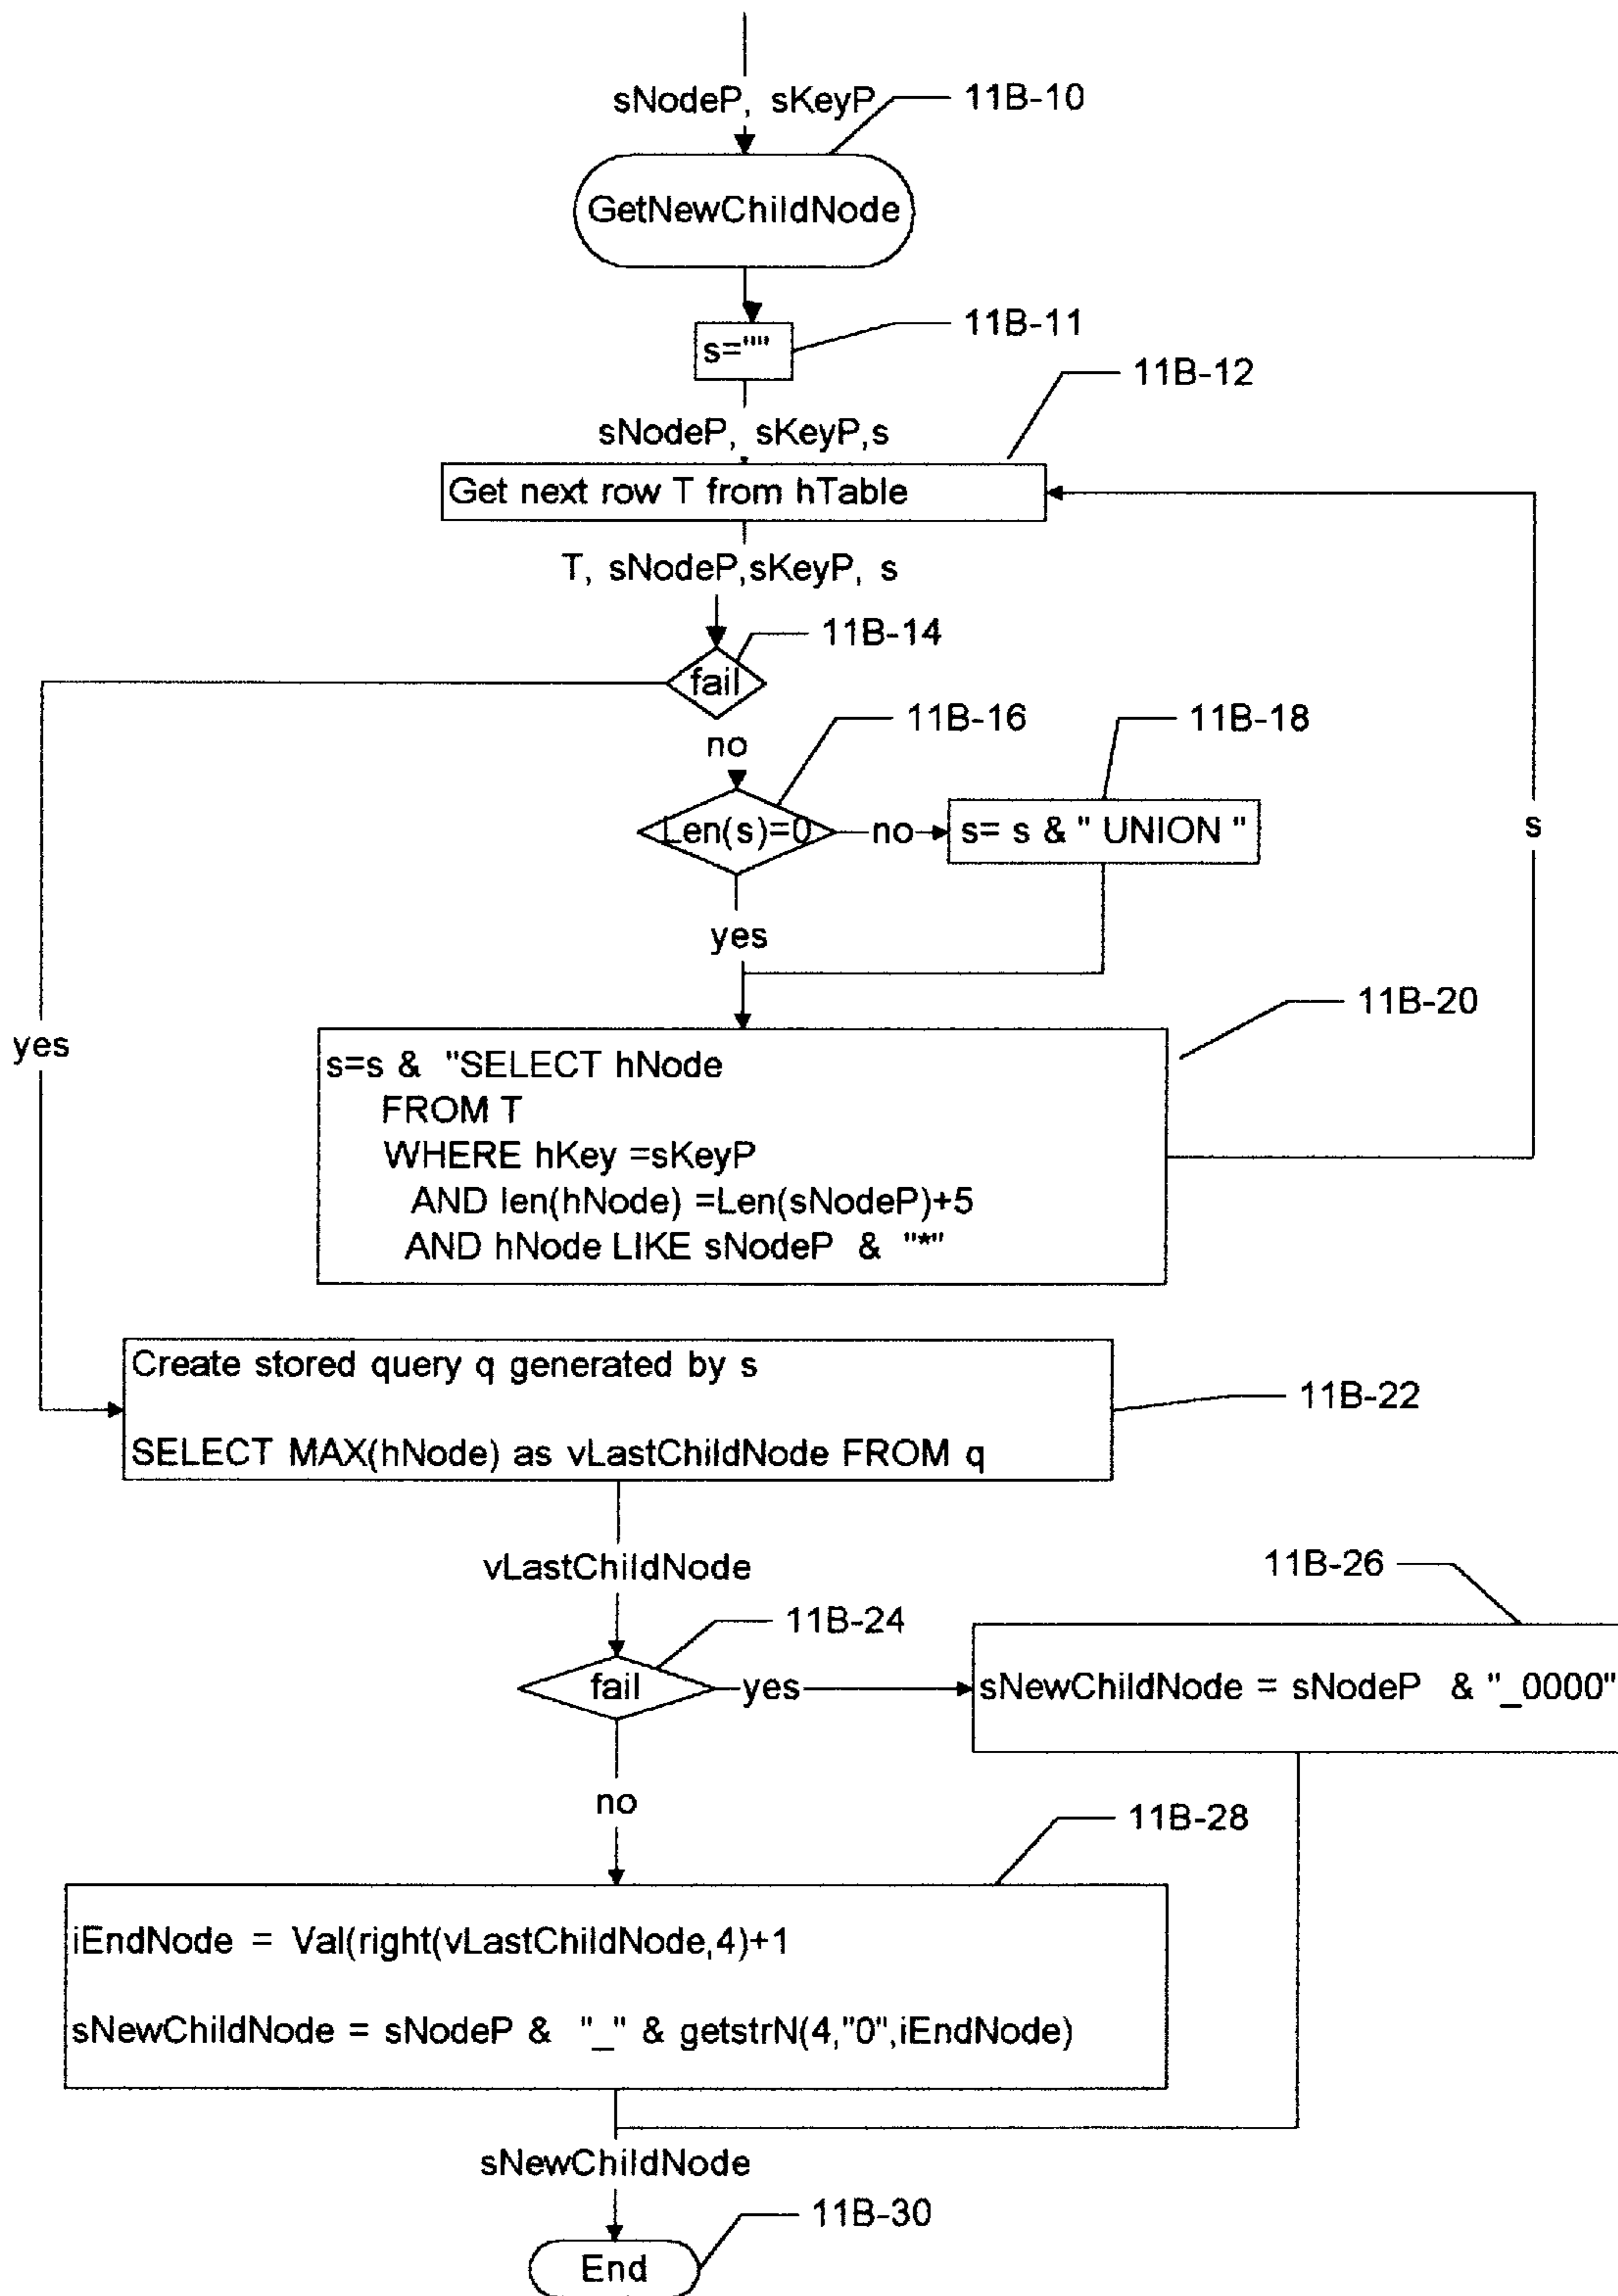 sNodeP, sKeyP
11B-10
GetNewChildNode
11B-11
s=""
11B-12
sNodeP, sKeyP,s
Get next row T from hTable
T, sNodeP,sKeyP, s
11B-14
fail
11B-16
11B-18
no
Len(s)=0
no
s= s & " UNION "
s
yes
11B-20
yes
s=s & "SELECT hNode
FROM T
WHERE hKey =sKeyP
AND len(hNode) =Len(sNodeP)+5
AND hNode LIKE sNodeP & "*"
Create stored query q generated by s
11B-22
SELECT MAX(hNode) as vLastChildNode FROM q
vLastChildNode
11B-26
11B-24
fail
yes
sNewChildNode = sNodeP & "_0000"
no
11B-28
iEndNode = Val(right(vLastChildNode,4)+1
sNewChildNode = sNodeP & "_" & getstrN(4,"0",iEndNode)
sNewChildNode
11B-30
End